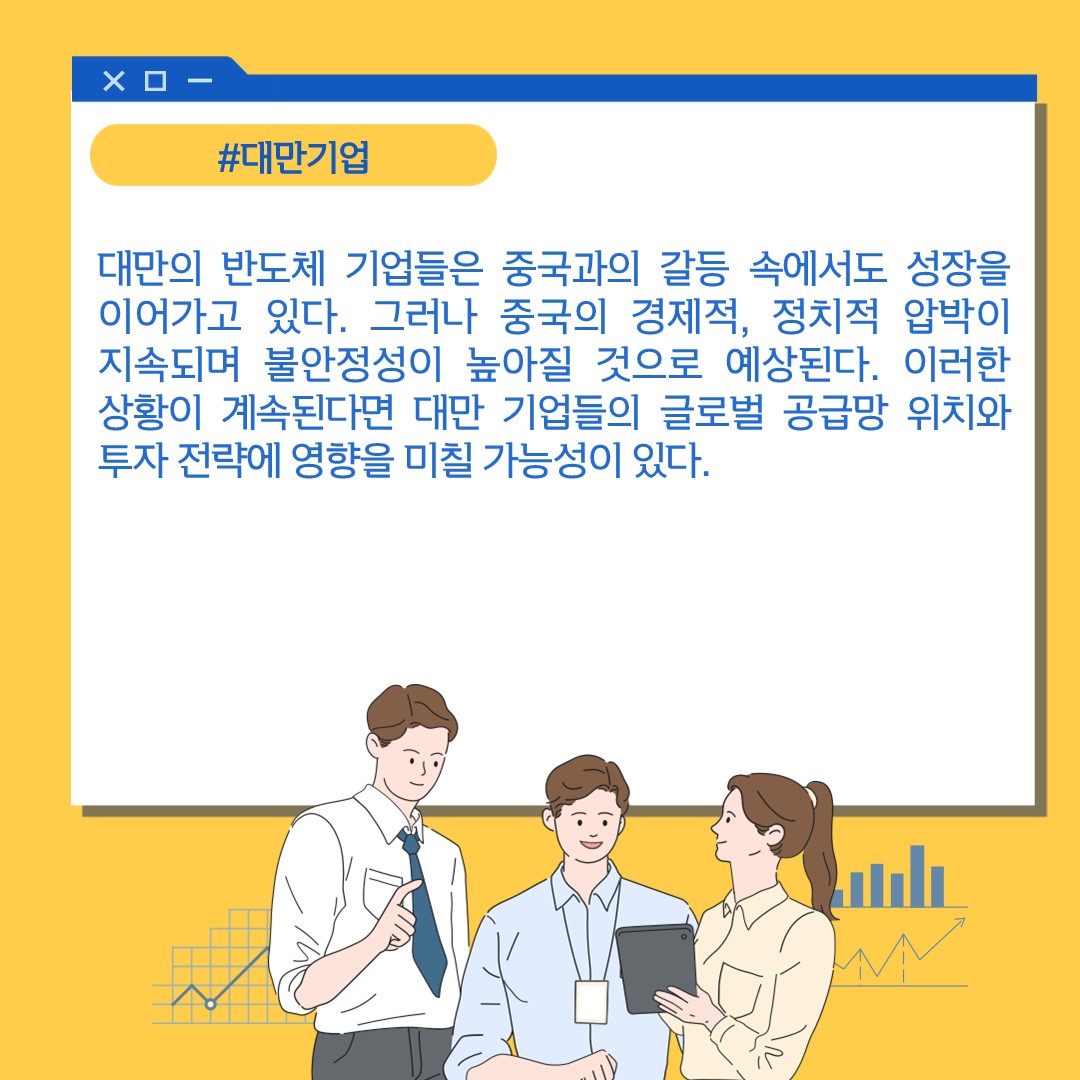 #대만기업
대만의 반도체 기업들은 중국과의 갈등 속에서도 성장을
이어가고 있다. 그러나 중국의 경제적, 정치적 압박이
지속되며 불안정성이 높아질 것으로 예상된다. 이러한
상황이 계속된다면 대만 기업들의 글로벌 공급망 위치와
투자 전략에 영향을 미칠 가능성이 있다.